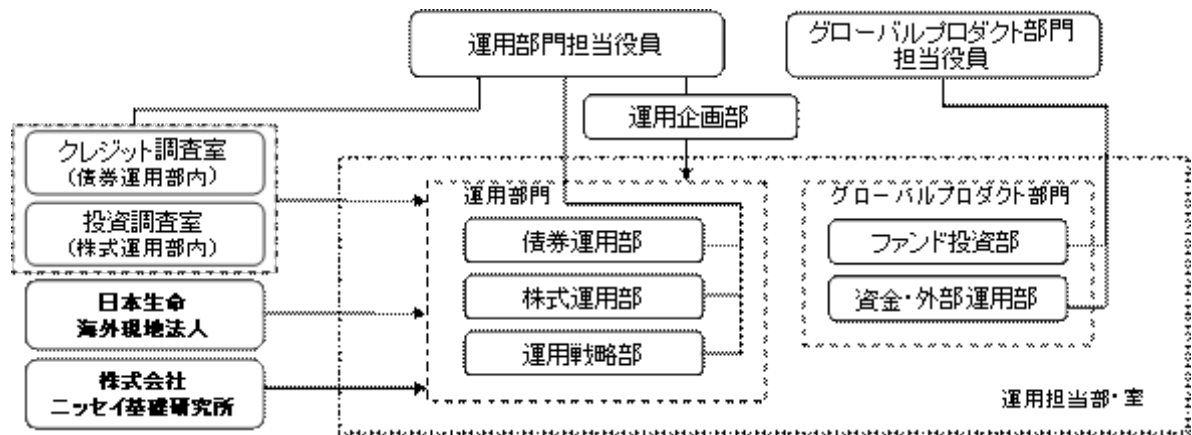 運用部門担当役員
グローバルプロダクト部門
担当役員
運用企画部
クレジット調査室
(債券運用部内)
投資調査室
(株式運用部内)
日本生命
海外現地法人
株式会社
ニッセイ基礎研究所
運用部門
債券運用部
株式運用部
運用戦略部
グローバルプロダクト部門
ファンド投資部
資金・外部運用部
運用担当部・室